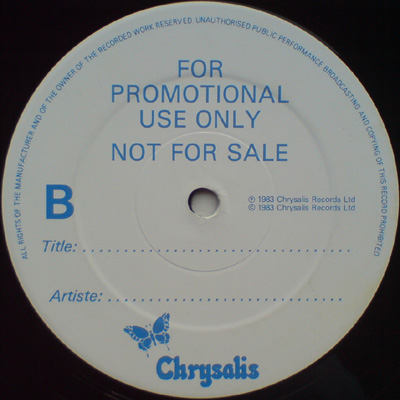 ALL RIGHTS OF THE MANUFACTURER AND OF THE OWNER OF THE RECORDED WORK RESERVED. UNAUTHORISED PUBLIC PERFORMANCE BROADCASTING AND COPYING OF THIS RECORD PROHIBITED
FOR
PROMOTIONAL
USE ONLY
NOT FOR SALE
B
℗ 1983 Chrysalis Records Ltd
© 1983 Chrysalis Records Ltd
Title: ........................................
Artiste: ...................................
Chrysalis